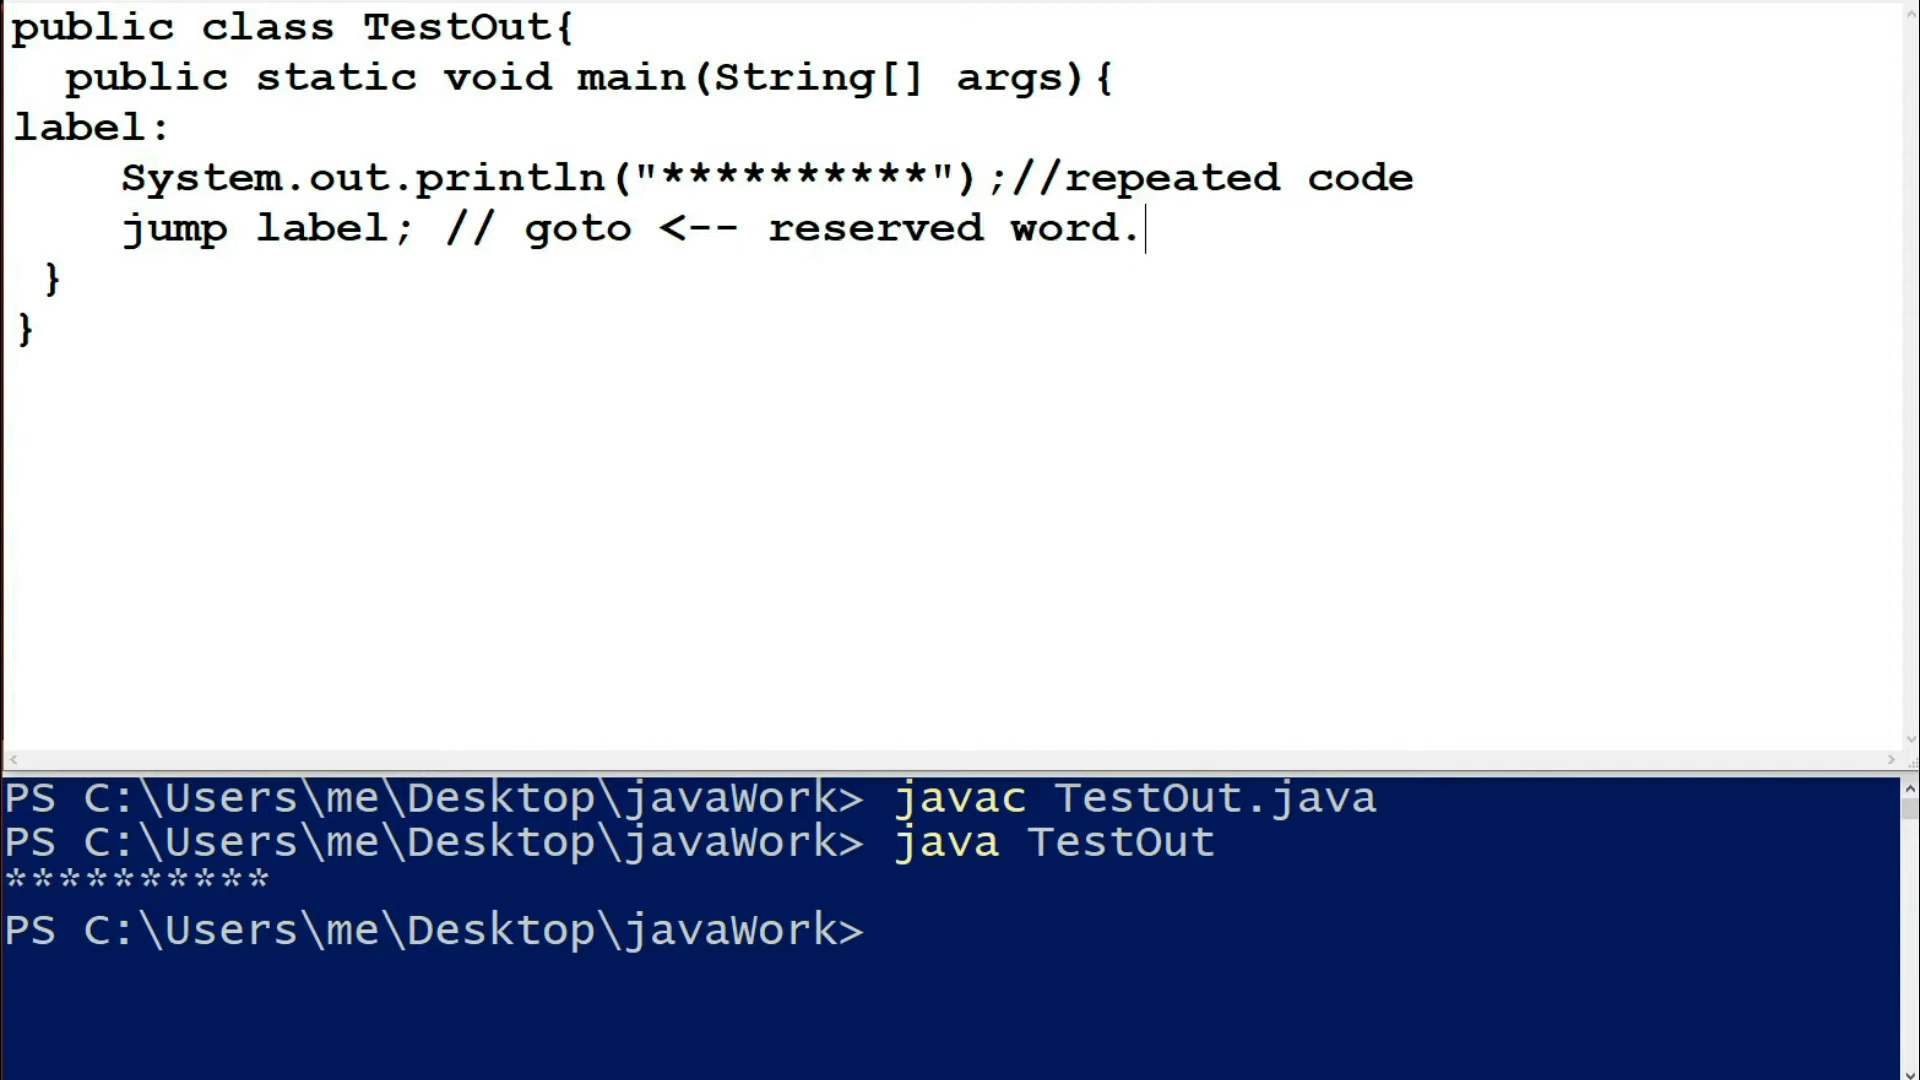 public class TestOut{
public static void main(String[] args){
label:
System.out.println("**********");//repeated code
jump label; // goto <-- reserved word.
}
}
PS C:\Users\me\Desktop\javaWork> javac TestOut.java
PS C:\Users\me\Desktop\javaWork> java TestOut
**********
PS C:\Users\me\Desktop\javaWork>